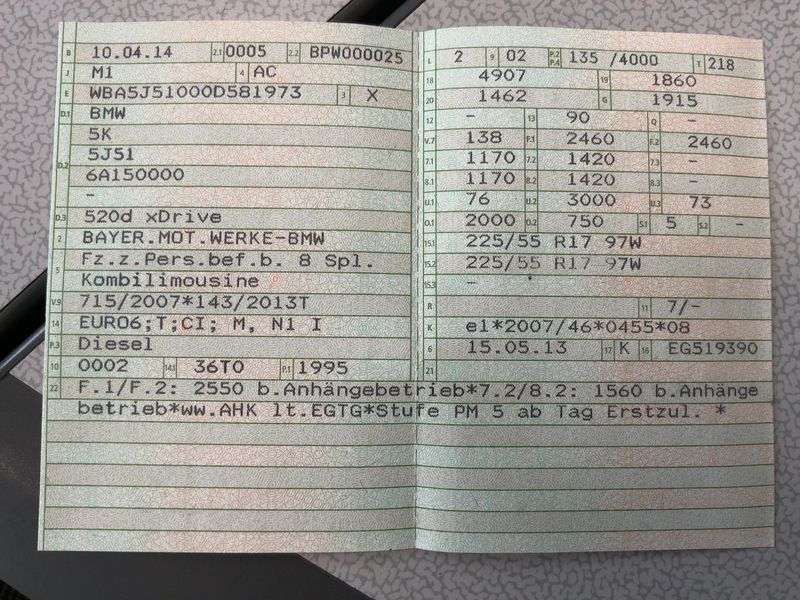 B 10.04.14 2.1 0005 2.2 BPW000025
J M1 4 AC
E WBA5J51000D581973 3 X
D.1 BMW
5K
D.2 5J51
6A150000
-
D.3 520d xDrive
2 BAYER.MOT.WERKE-BMW
5 Fz.z.Pers.bef.b. 8 Spl.
Kombilimousine
V.9 715/2007*143/2013T
14 EURO6;T;CI; M, N1 I
P.3 Diesel
10 0002 14.1 36T0 P.1 1995
L 2 9 02 P.2 P.4 135 /4000 T 218
18 4907 19 1860
20 1462 G 1915
12 - 13 90 Q -
V.7 138 F.1 2460 F.2 2460
7.1 1170 7.2 1420 7.3 -
8.1 1170 8.2 1420 8.3 -
U.1 76 U.2 3000 U.3 73
O.1 2000 O.2 750 S.1 5 S.2 -
15.1 225/55 R17 97W
15.2 225/55 R17 97W
15.3 -
R 11 7/-
K e1*2007/46*0455*08
6 15.05.13 17 K 16 EG519390
21
22 F.1/F.2: 2550 b.Anhängebetrieb*7.2/8.2: 1560 b.Anhänge
betrieb*ww.AHK lt.EGTG*Stufe PM 5 ab Tag Erstzul. *